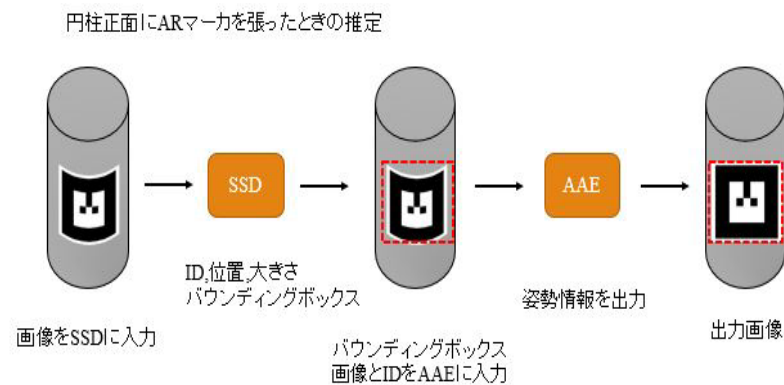 円柱正面にARマーカを張ったときの推定
SSD
AAE
ID,位置,大きさ
バウンディングボックス
姿勢情報を出力
画像をSSDに入力
出力画像
バウンディングボックス
画像とIDをAAEに入力